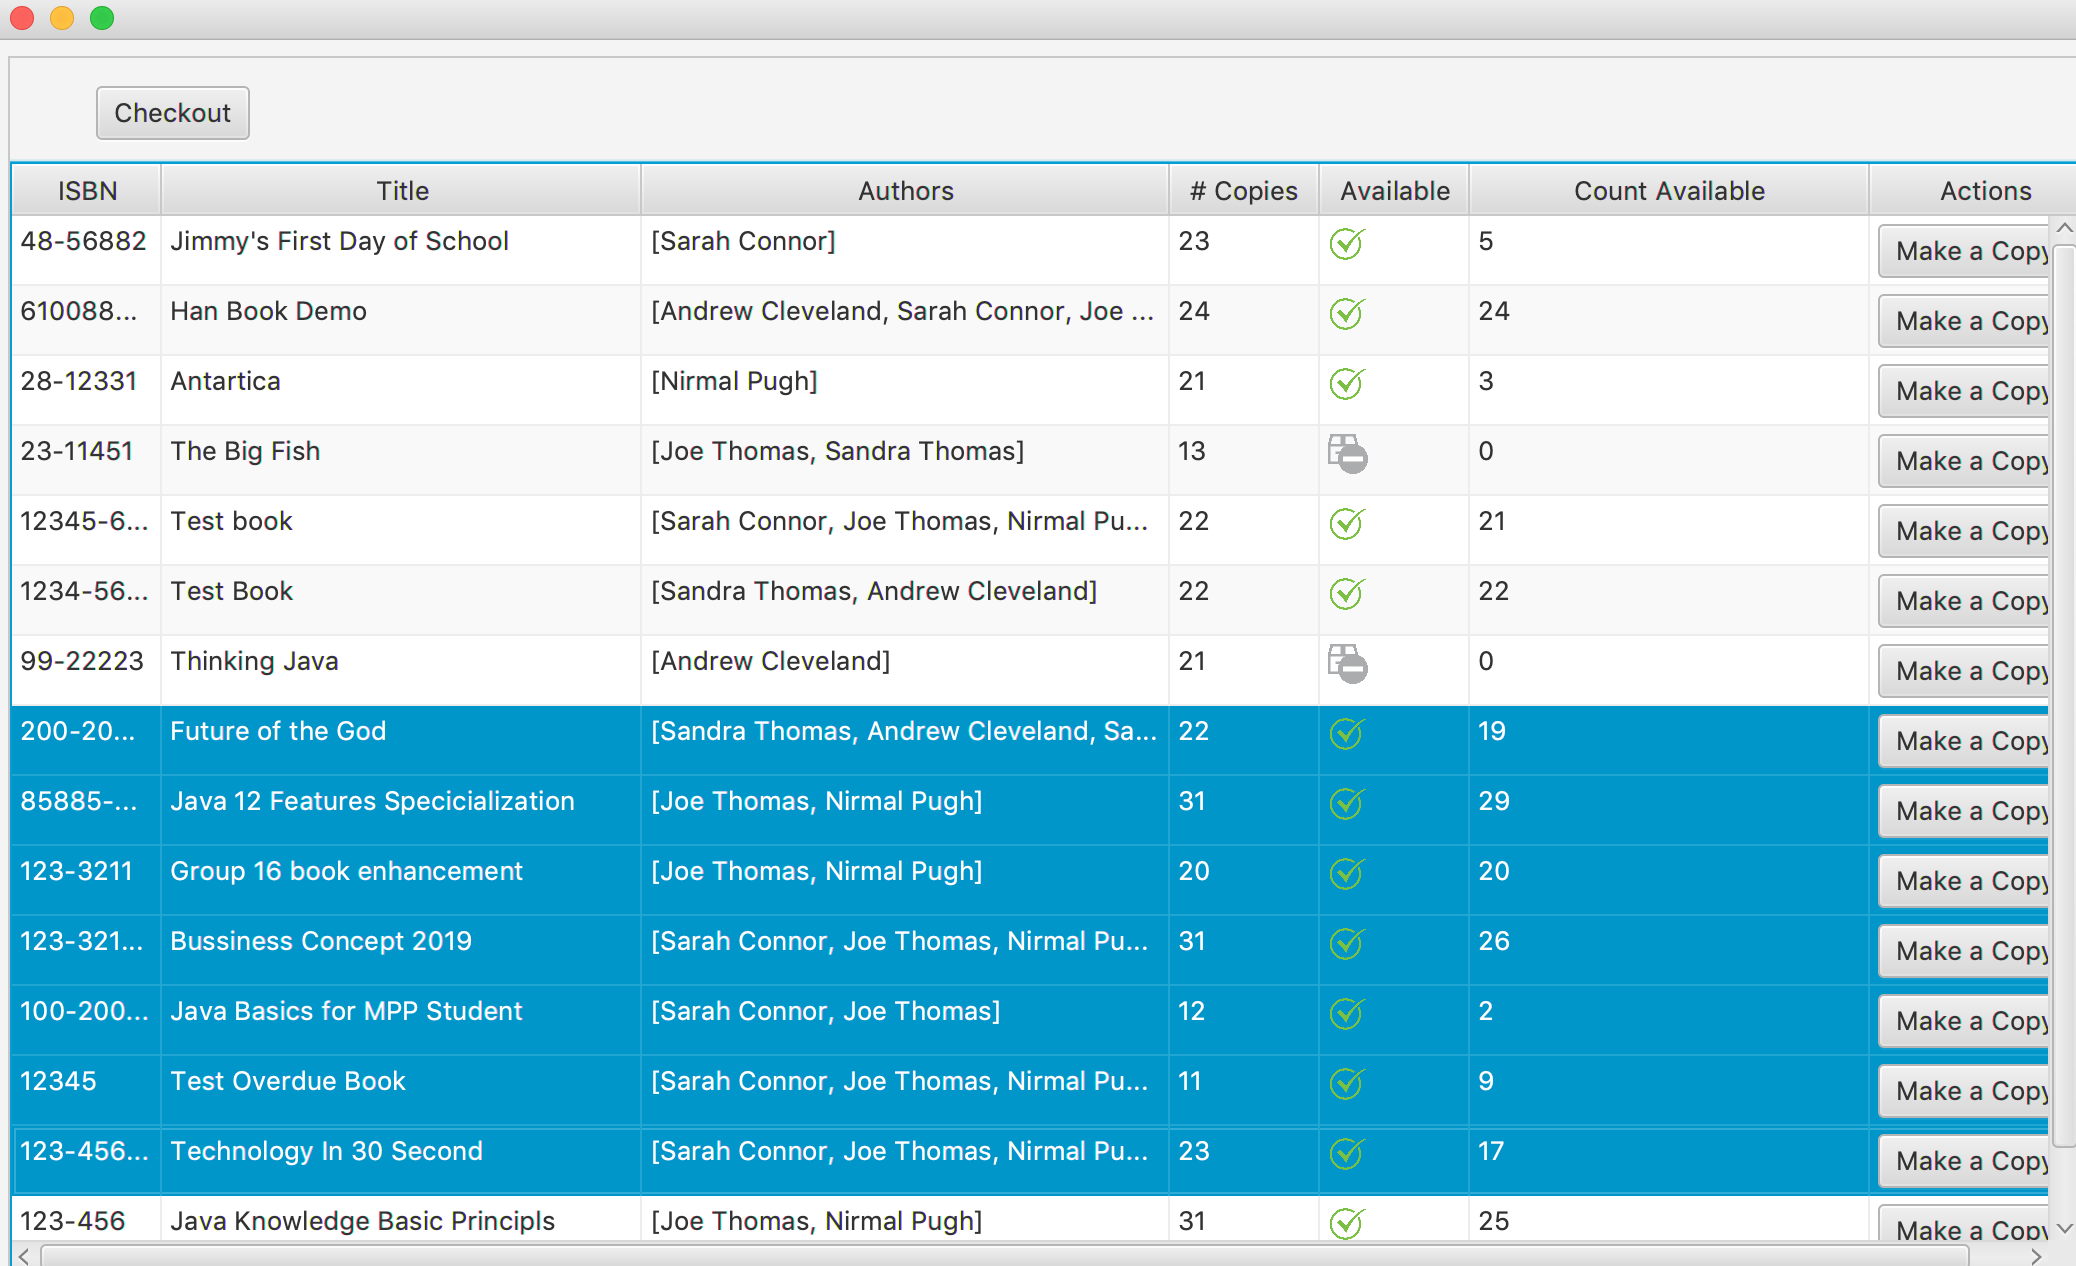 Checkout
ISBN Title Authors # Copies Available Count Available Actions
48-56882 Jimmy's First Day of School [Sarah Connor] 23 5 Make a Copy
610088... Han Book Demo [Andrew Cleveland, Sarah Connor, Joe ... 24 24 Make a Copy
28-12331 Antartica [Nirmal Pugh] 21 3 Make a Copy
23-11451 The Big Fish [Joe Thomas, Sandra Thomas] 13 0 Make a Copy
12345-6... Test book [Sarah Connor, Joe Thomas, Nirmal Pu... 22 21 Make a Copy
1234-56... Test Book [Sandra Thomas, Andrew Cleveland] 22 22 Make a Copy
99-22223 Thinking Java [Andrew Cleveland] 21 0 Make a Copy
200-20... Future of the God [Sandra Thomas, Andrew Cleveland, Sa... 22 19 Make a Copy
85885-... Java 12 Features Specicialization [Joe Thomas, Nirmal Pugh] 31 29 Make a Copy
123-3211 Group 16 book enhancement [Joe Thomas, Nirmal Pugh] 20 20 Make a Copy
123-321... Bussiness Concept 2019 [Sarah Connor, Joe Thomas, Nirmal Pu... 31 26 Make a Copy
100-200... Java Basics for MPP Student [Sarah Connor, Joe Thomas] 12 2 Make a Copy
12345 Test Overdue Book [Sarah Connor, Joe Thomas, Nirmal Pu... 11 9 Make a Copy
123-456... Technology In 30 Second [Sarah Connor, Joe Thomas, Nirmal Pu... 23 17 Make a Copy
123-456 Java Knowledge Basic Principls [Joe Thomas, Nirmal Pugh] 31 25 Make a Copy